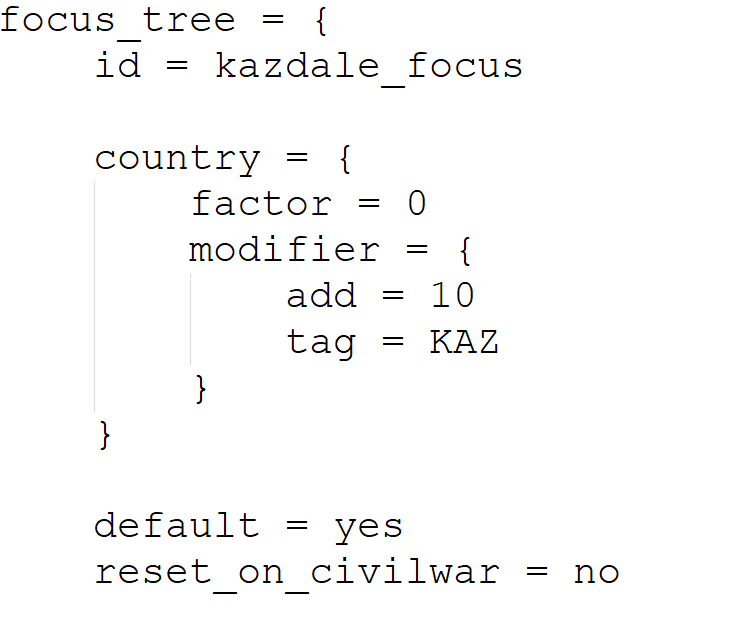 focus_tree = {
    id = kazdale_focus

    country = {
        factor = 0
        modifier = {
            add = 10
            tag = KAZ
        }
    }

    default = yes
    reset_on_civilwar = no